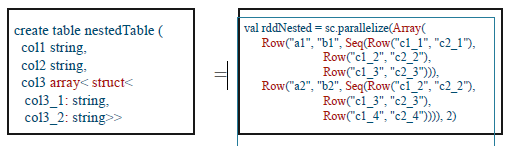 create table nestedTable (
col1 string,
col2 string,
col3 array< struct<
col3_1: string,
col3_2: string>>
=
val rddNested = sc.parallelize(Array(
Row("a1", "b1", Seq(Row("c1_1", "c2_1"),
Row("c1_2", "c2_2"),
Row("c1_3", "c2_3"))),
Row("a2", "b2", Seq(Row("c1_2", "c2_2"),
Row("c1_3", "c2_3"),
Row("c1_4", "c2_4")))), 2)